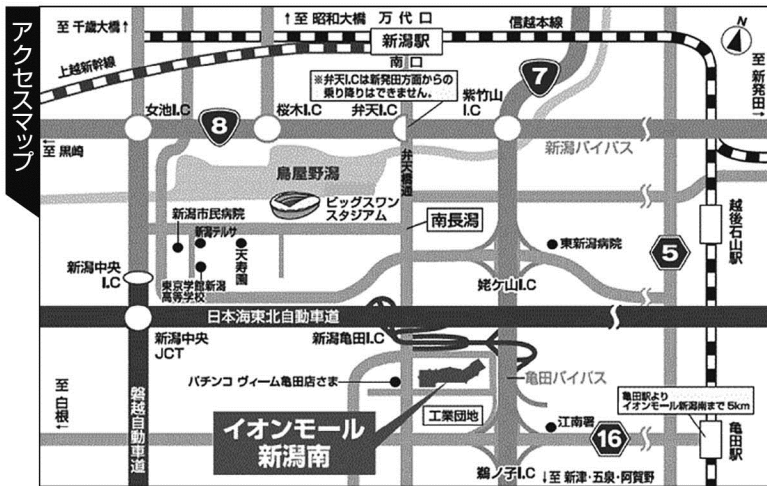 アクセスマップ
至 千歳大橋↑
↑至 昭和大橋
万代口
信越本線
N
新潟駅
上越新幹線
南口
※弁天I.Cは新発田方面からの
乗り降りはできません。
7
至 新発田→
女池I.C
8
桜木I.C
弁天I.C
紫竹山
I.C
至 黒崎
←
新潟バイパス
弁天橋通
鳥屋野潟
ビッグスワン
スタジアム
越後石山駅
新潟市民病院
新潟テルサ
天寿園
南長潟
東新潟病院
5
新潟中央
I.C
東京学館新潟
高等学校
姥ケ山I.C
日本海東北自動車道
新潟中央
JCT
新潟亀田I.C
磐越自動車道
至 白根←
パチンコ ヴィーム亀田店さま
亀田バイパス
亀田駅より
イオンモール新潟南まで5km
工業団地
イオンモール
新潟南
江南署
16
亀田駅
鵜ノ子I.C
↓至 新津・五泉・阿賀野